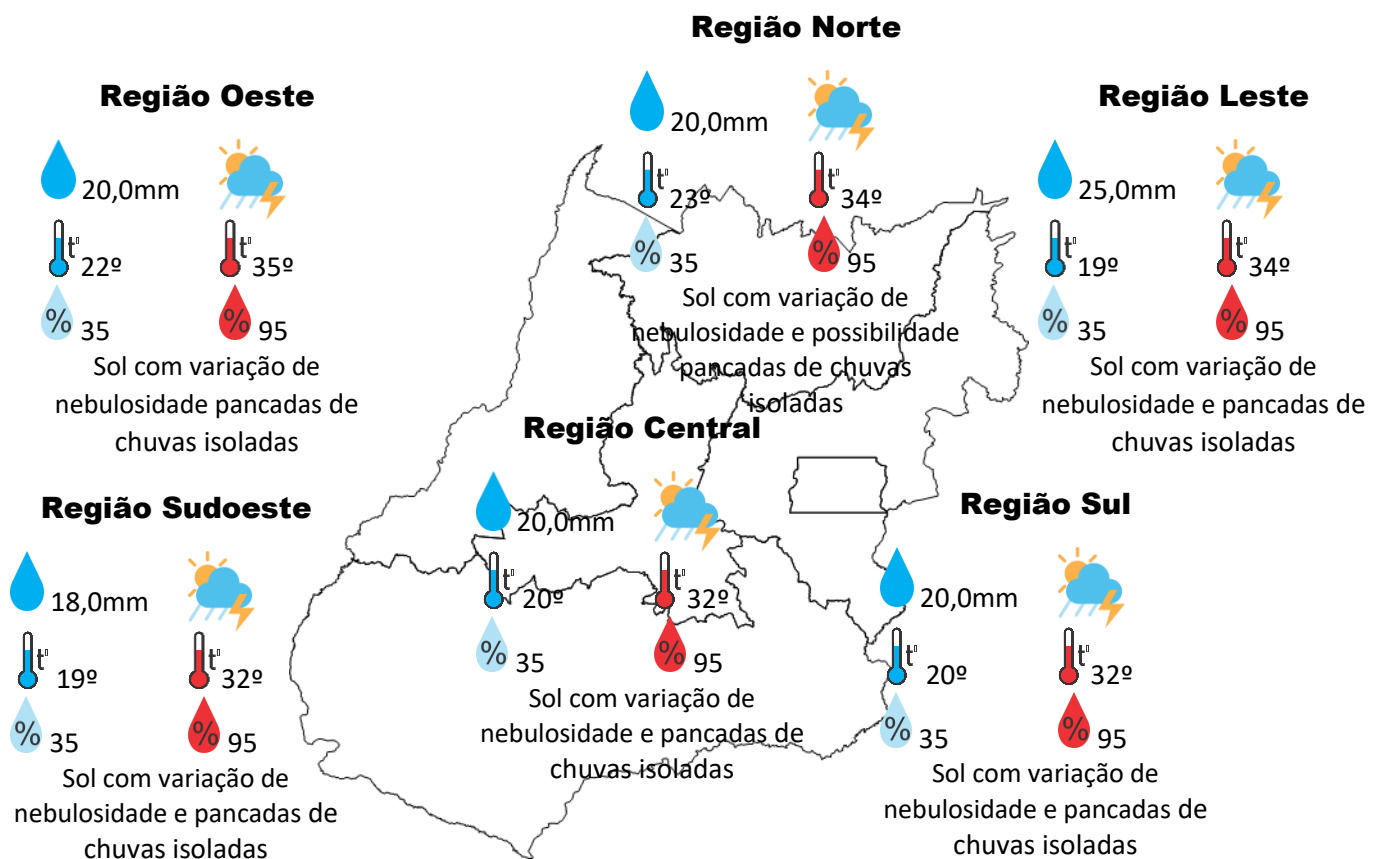 Região Norte
20,0mm
t°
23º
34º
%
35
%
95
Sol com variação de
nebulosidade e possibilidade
pancadas de chuvas
isoladas
Região Oeste
20,0mm
t°
22º
t°
35º
%
35
%
95
Sol com variação de
nebulosidade pancadas de
chuvas isoladas
Região Leste
25,0mm
t°
19º
t°
34º
%
35
%
95
Sol com variação de
nebulosidade e pancadas de
chuvas isoladas
Região Central
20,0mm
t°
20º
t°
32º
%
35
%
95
Sol com variação de
nebulosidade e pancadas de
chuvas isoladas
Região Sudoeste
18,0mm
t°
19º
t°
32º
%
35
%
95
Sol com variação de
nebulosidade e pancadas de
chuvas isoladas
Região Sul
20,0mm
t°
20º
t°
32º
%
35
%
95
Sol com variação de
nebulosidade e pancadas de
chuvas isoladas